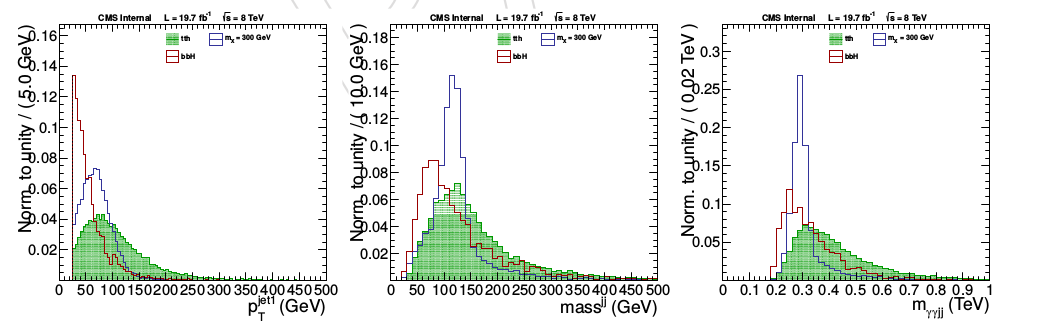 CMS Internal L = 19.7 fb⁻¹ √s = 8 TeV
tth mX = 300 GeV
bbH
Norm. to unity / ( 5.0 GeV)
0.16
0.14
0.12
0.1
0.08
0.06
0.04
0.02
0 50 100 150 200 250 300 350 400 450 500
pT^jet1 (GeV)
CMS Internal L = 19.7 fb⁻¹ √s = 8 TeV
tth mX = 300 GeV
bbH
Norm. to unity / ( 10.0 GeV)
0.18
0.16
0.14
0.12
0.1
0.08
0.06
0.04
0.02
0 50 100 150 200 250 300 350 400 450 500
mass^jj (GeV)
CMS Internal L = 19.7 fb⁻¹ √s = 8 TeV
tth mX = 300 GeV
bbH
Norm. to unity / ( 0.02 TeV )
0.3
0.25
0.2
0.15
0.1
0.05
0 0.1 0.2 0.3 0.4 0.5 0.6 0.7 0.8 0.9 1
mγγjj (TeV)